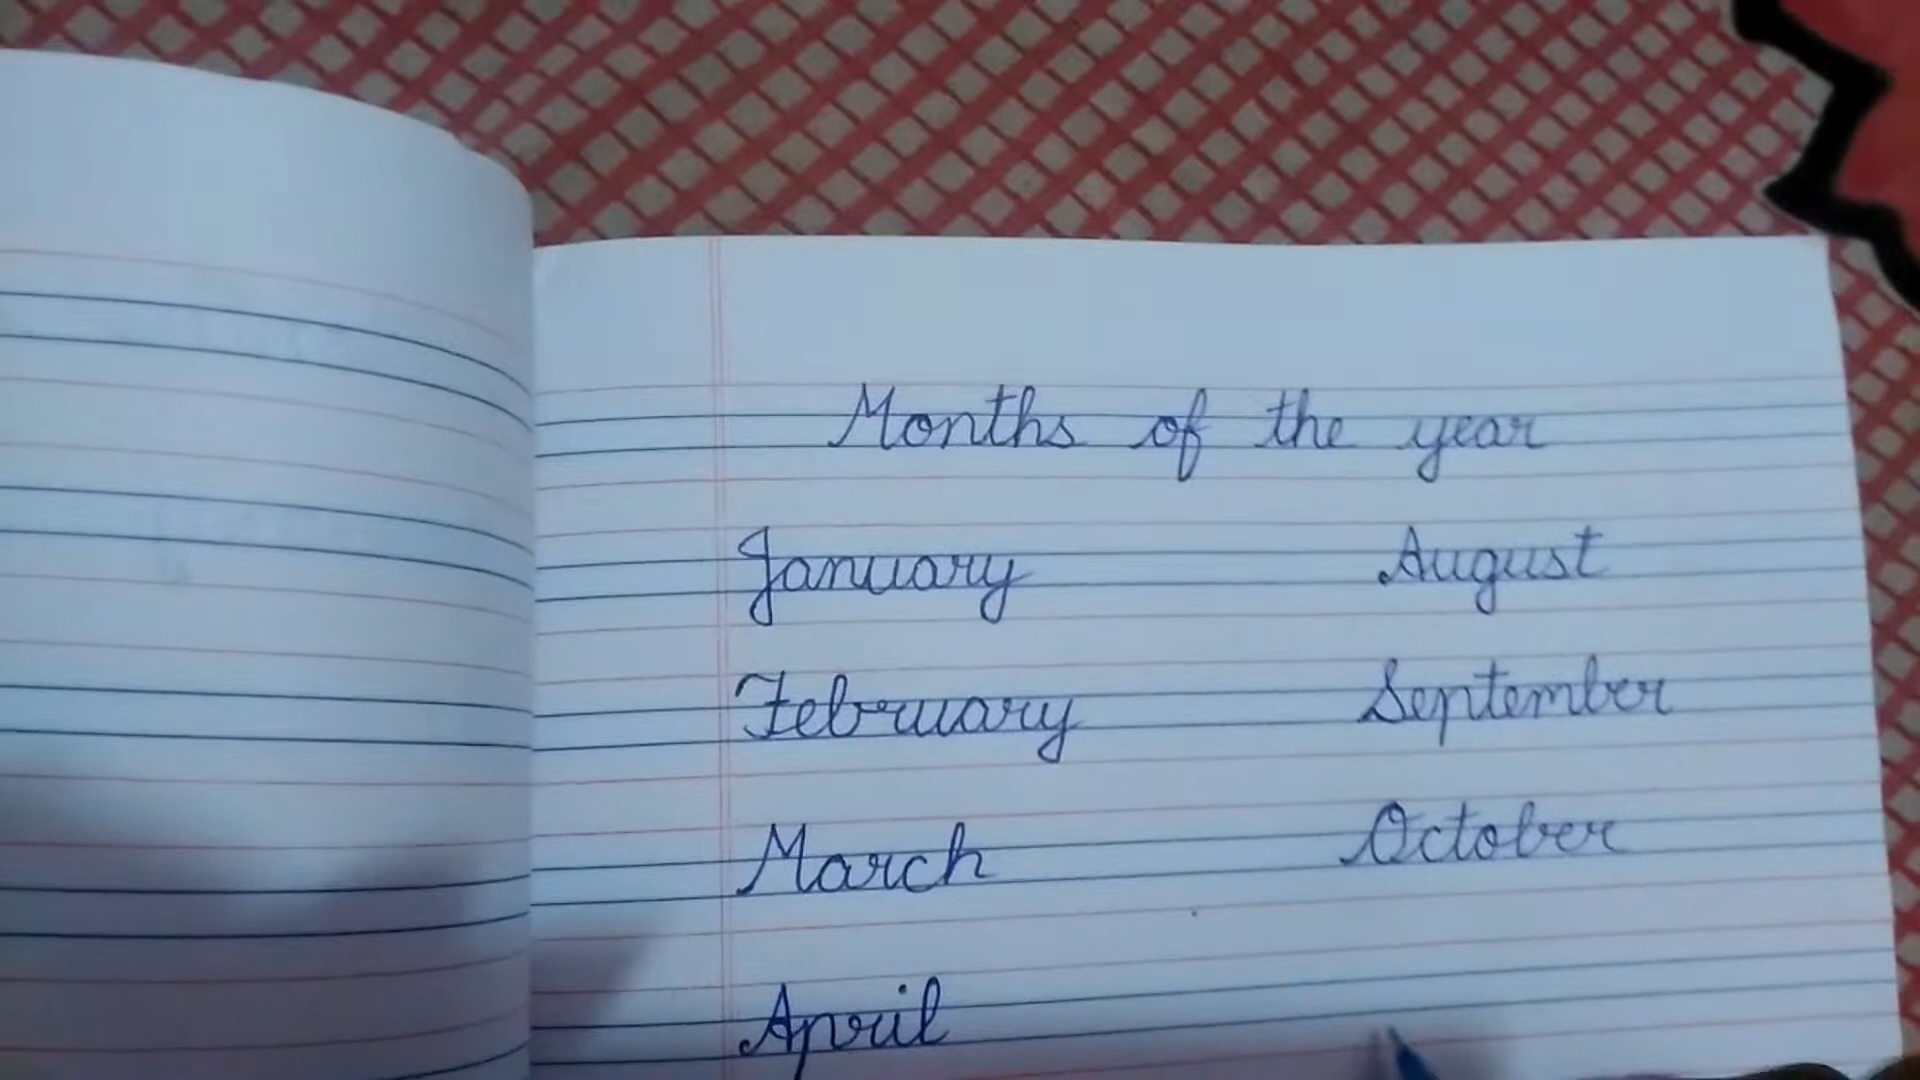 Months of the year
January August
February September
March October
April